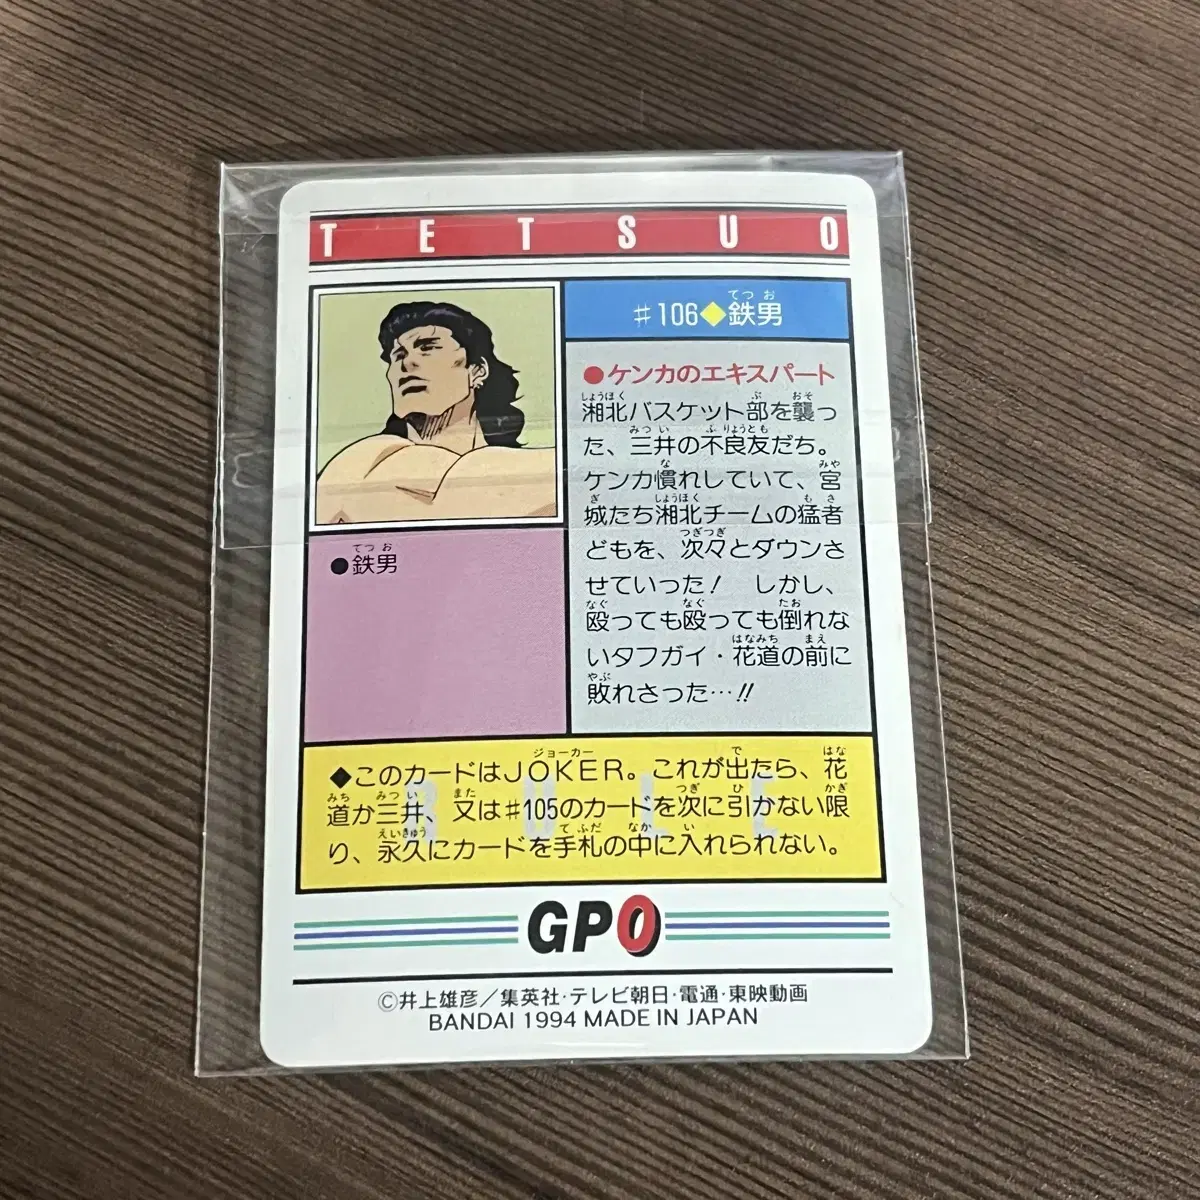 TETSUO
♯106◆鉄男
てつお
●ケンカのエキスパート
湘北バスケット部を襲っ
た、三井の不良友だち。
ケンカ慣れしていて、宮
城たち湘北チームの猛者
どもを、次々とダウンさ
せていった！ しかし、
殴っても殴っても倒れな
いタフガイ・花道の前に
敗れさった…!!
●鉄男
てつお
RULE
◆このカードはJOKER。これが出たら、花
道か三井、又は♯105のカードを次に引かない限
り、永久にカードを手札の中に入れられない。
GP0
©井上雄彦／集英社・テレビ朝日・電通・東映動画
BANDAI 1994 MADE IN JAPAN